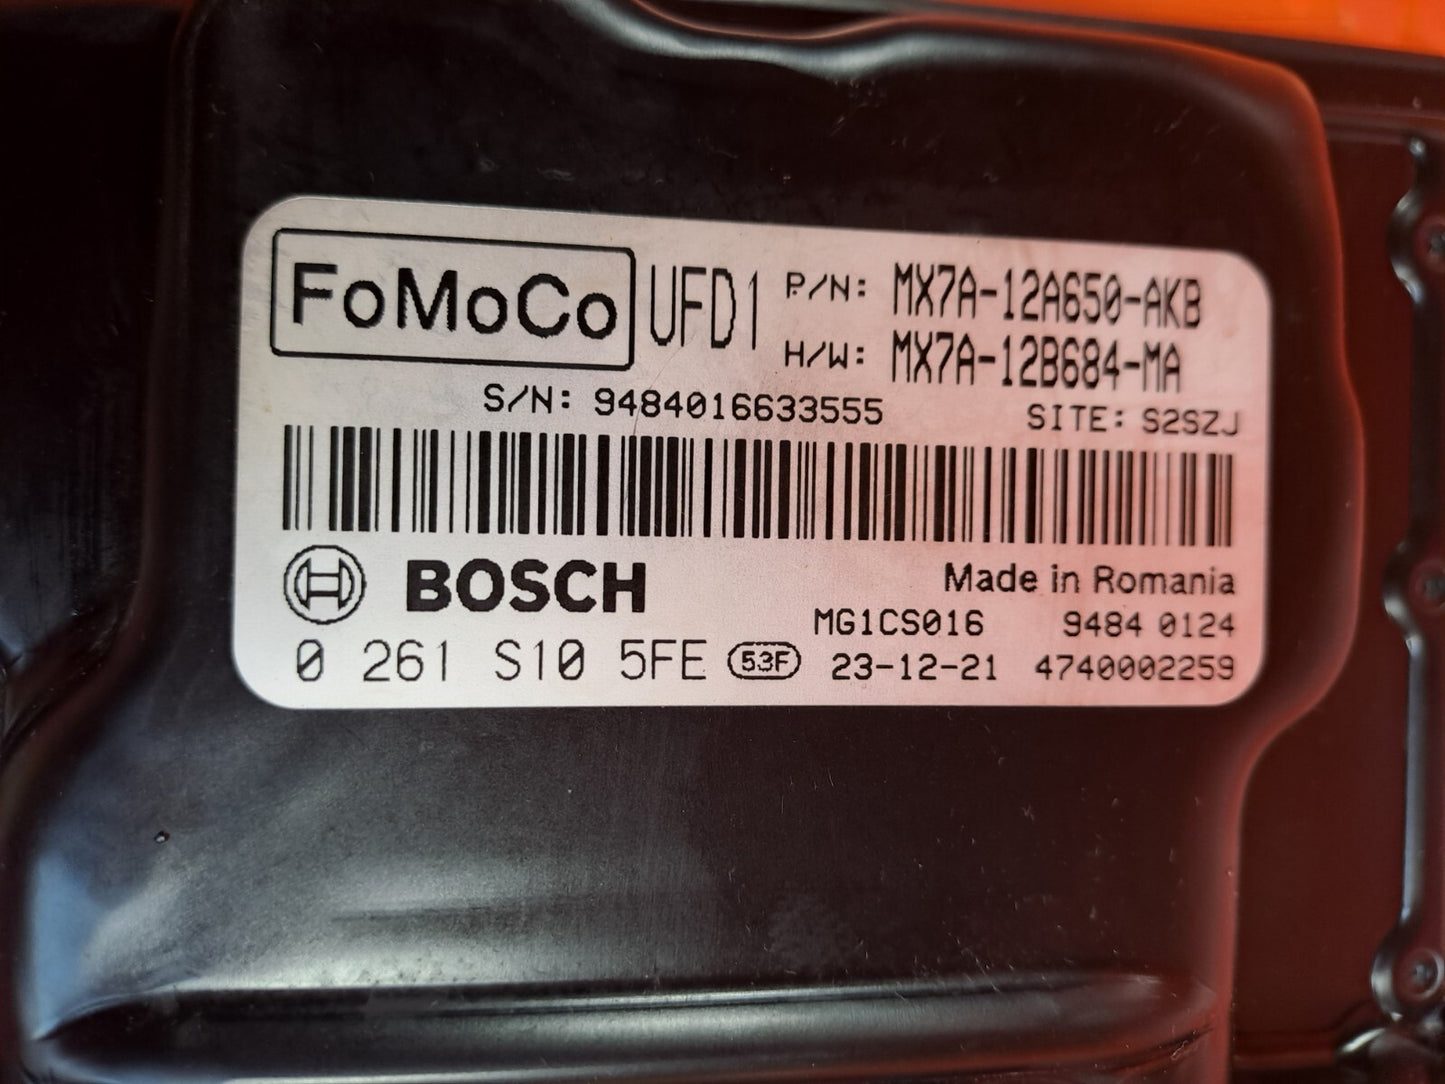 FoMoCo UFD1 P/N: MX7A-12A650-AKB
H/W: MX7A-12B684-MA
S/N: 9484016633555 SITE: S2SZJ
BOSCH Made in Romania
MG1CS016 9484 0124
0 261 S10 5FE 53F 23-12-21 4740002259